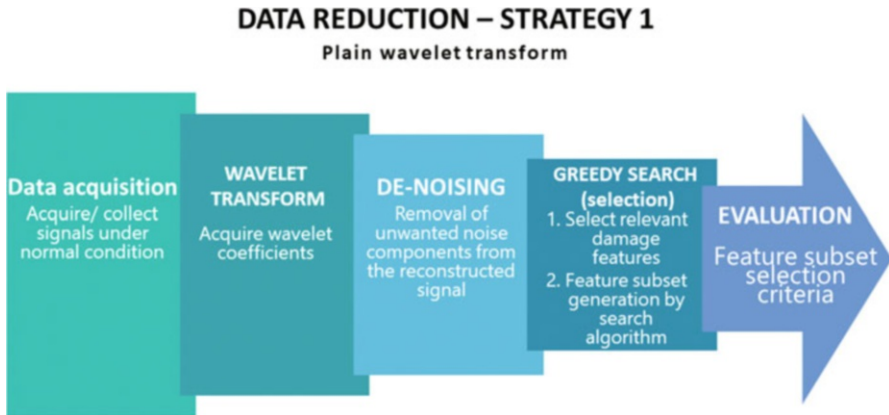 DATA REDUCTION – STRATEGY 1
Plain wavelet transform
Data acquisition
Acquire/ collect
signals under
normal condition
WAVELET
TRANSFORM
Acquire wavelet
coefficients
DE-NOISING
Removal of
unwanted noise
components from
the reconstructed
signal
GREEDY SEARCH
(selection)
1. Select relevant
damage
features
2. Feature subset
generation by
search
algorithm
EVALUATION
Feature subset
selection
criteria